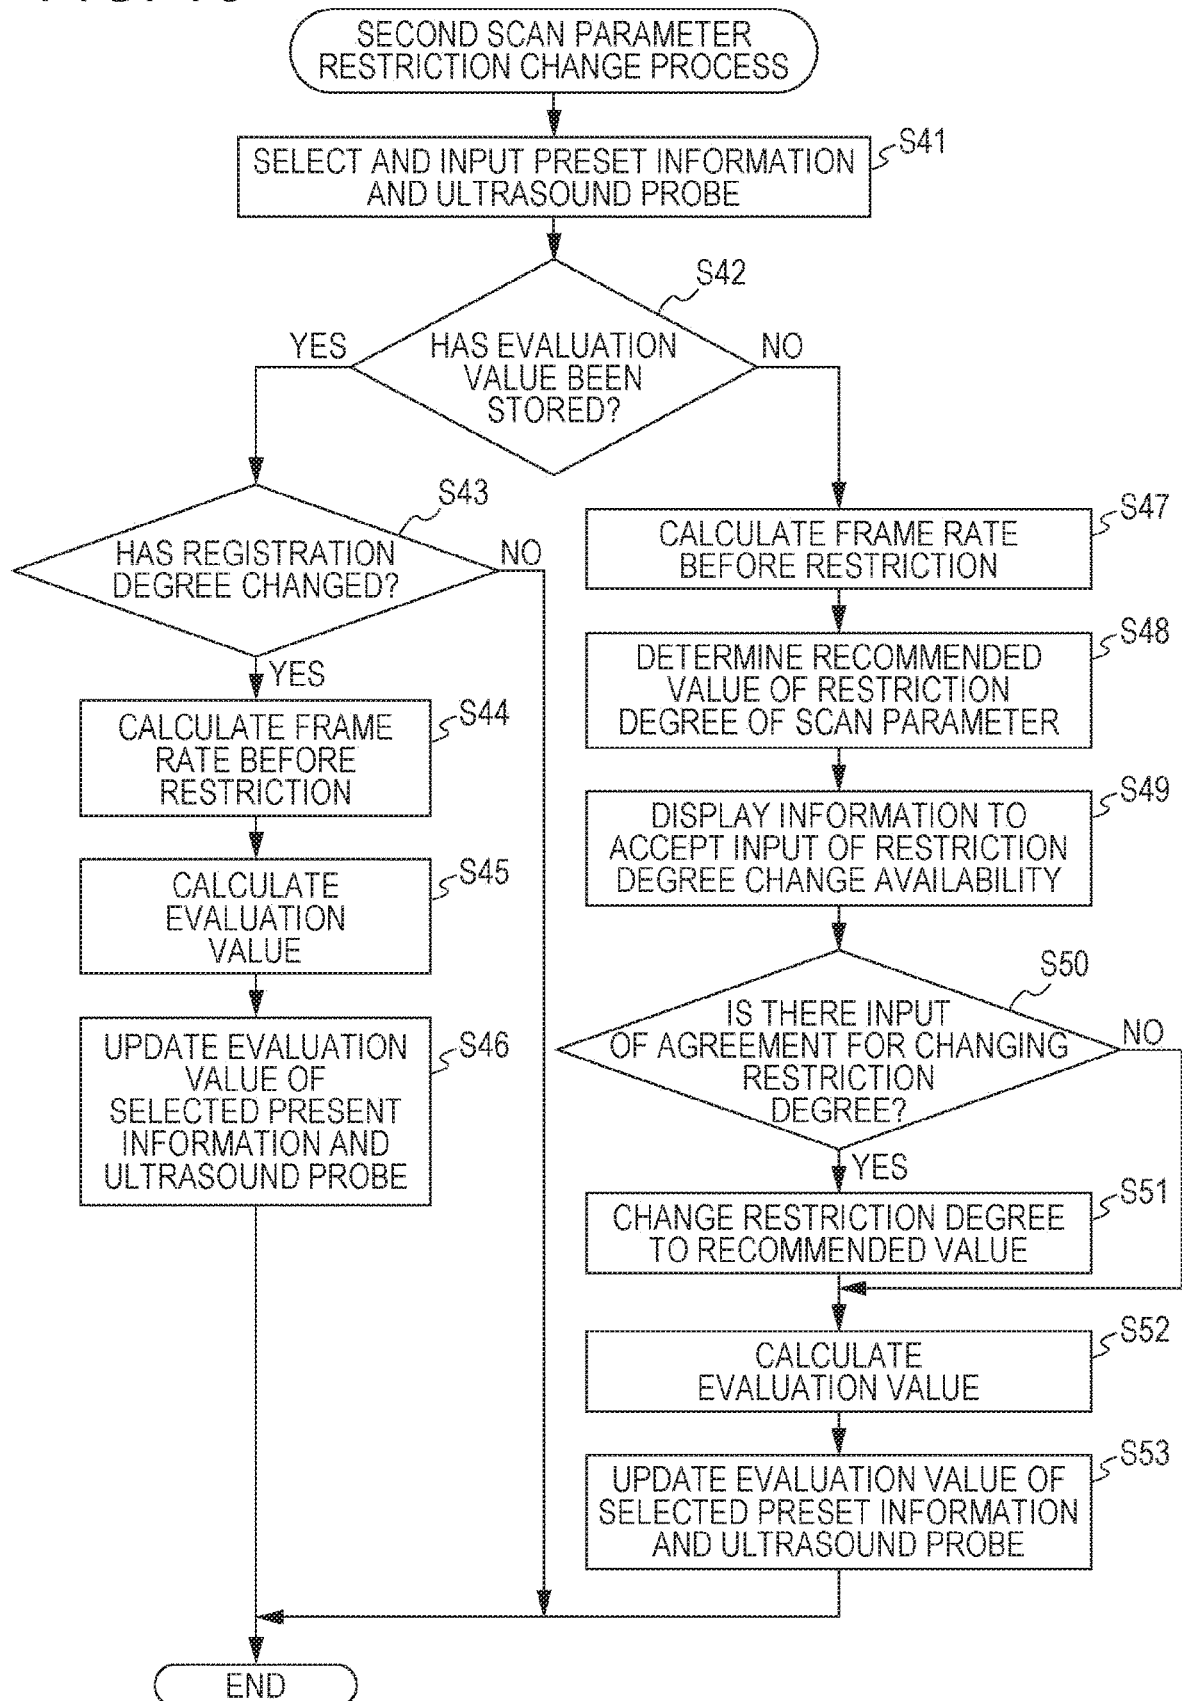 SECOND SCAN PARAMETER
RESTRICTION CHANGE PROCESS
S41
SELECT AND INPUT PRESET INFORMATION
AND ULTRASOUND PROBE
S42
HAS EVALUATION
VALUE BEEN
STORED?
YES
NO
S43
HAS REGISTRATION
DEGREE CHANGED?
NO
YES
S44
CALCULATE FRAME
RATE BEFORE
RESTRICTION
S45
CALCULATE
EVALUATION
VALUE
S46
UPDATE EVALUATION
VALUE OF
SELECTED PRESENT
INFORMATION AND
ULTRASOUND PROBE
S47
CALCULATE FRAME RATE
BEFORE RESTRICTION
S48
DETERMINE RECOMMENDED
VALUE OF RESTRICTION
DEGREE OF SCAN PARAMETER
S49
DISPLAY INFORMATION TO
ACCEPT INPUT OF RESTRICTION
DEGREE CHANGE AVAILABILITY
S50
IS THERE INPUT
OF AGREEMENT FOR CHANGING
RESTRICTION
DEGREE?
NO
YES
S51
CHANGE RESTRICTION DEGREE
TO RECOMMENDED VALUE
S52
CALCULATE
EVALUATION VALUE
S53
UPDATE EVALUATION VALUE OF
SELECTED PRESET INFORMATION
AND ULTRASOUND PROBE
END